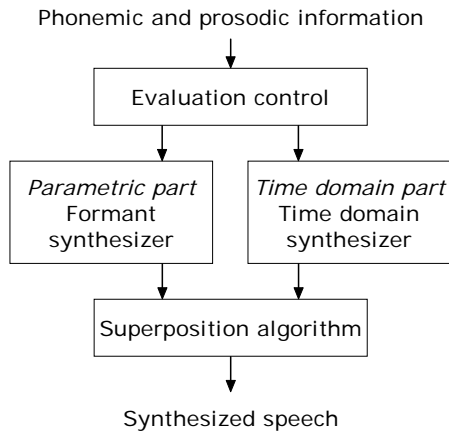 Phonemic and prosodic information
Evaluation control
Parametric part
Formant
synthesizer
Time domain part
Time domain
synthesizer
Superposition algorithm
Synthesized speech